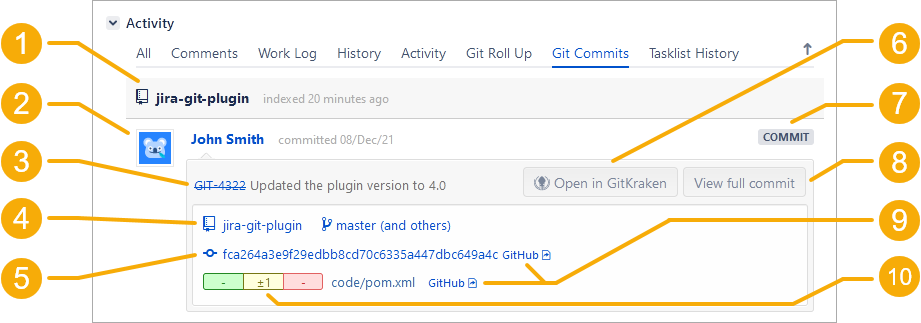 Activity
All Comments Work Log History Activity Git Roll Up Git Commits Tasklist History
1
6
jira-git-plugin indexed 20 minutes ago
2
7
John Smith committed 08/Dec/21 COMMIT
3
GIT-4322 Updated the plugin version to 4.0 Open in GitKraken View full commit
8
4
jira-git-plugin master (and others)
9
5
fca264a3e9f29edbb8cd70c6335a447dbc649a4c GitHub
- ±1 - code/pom.xml GitHub
10